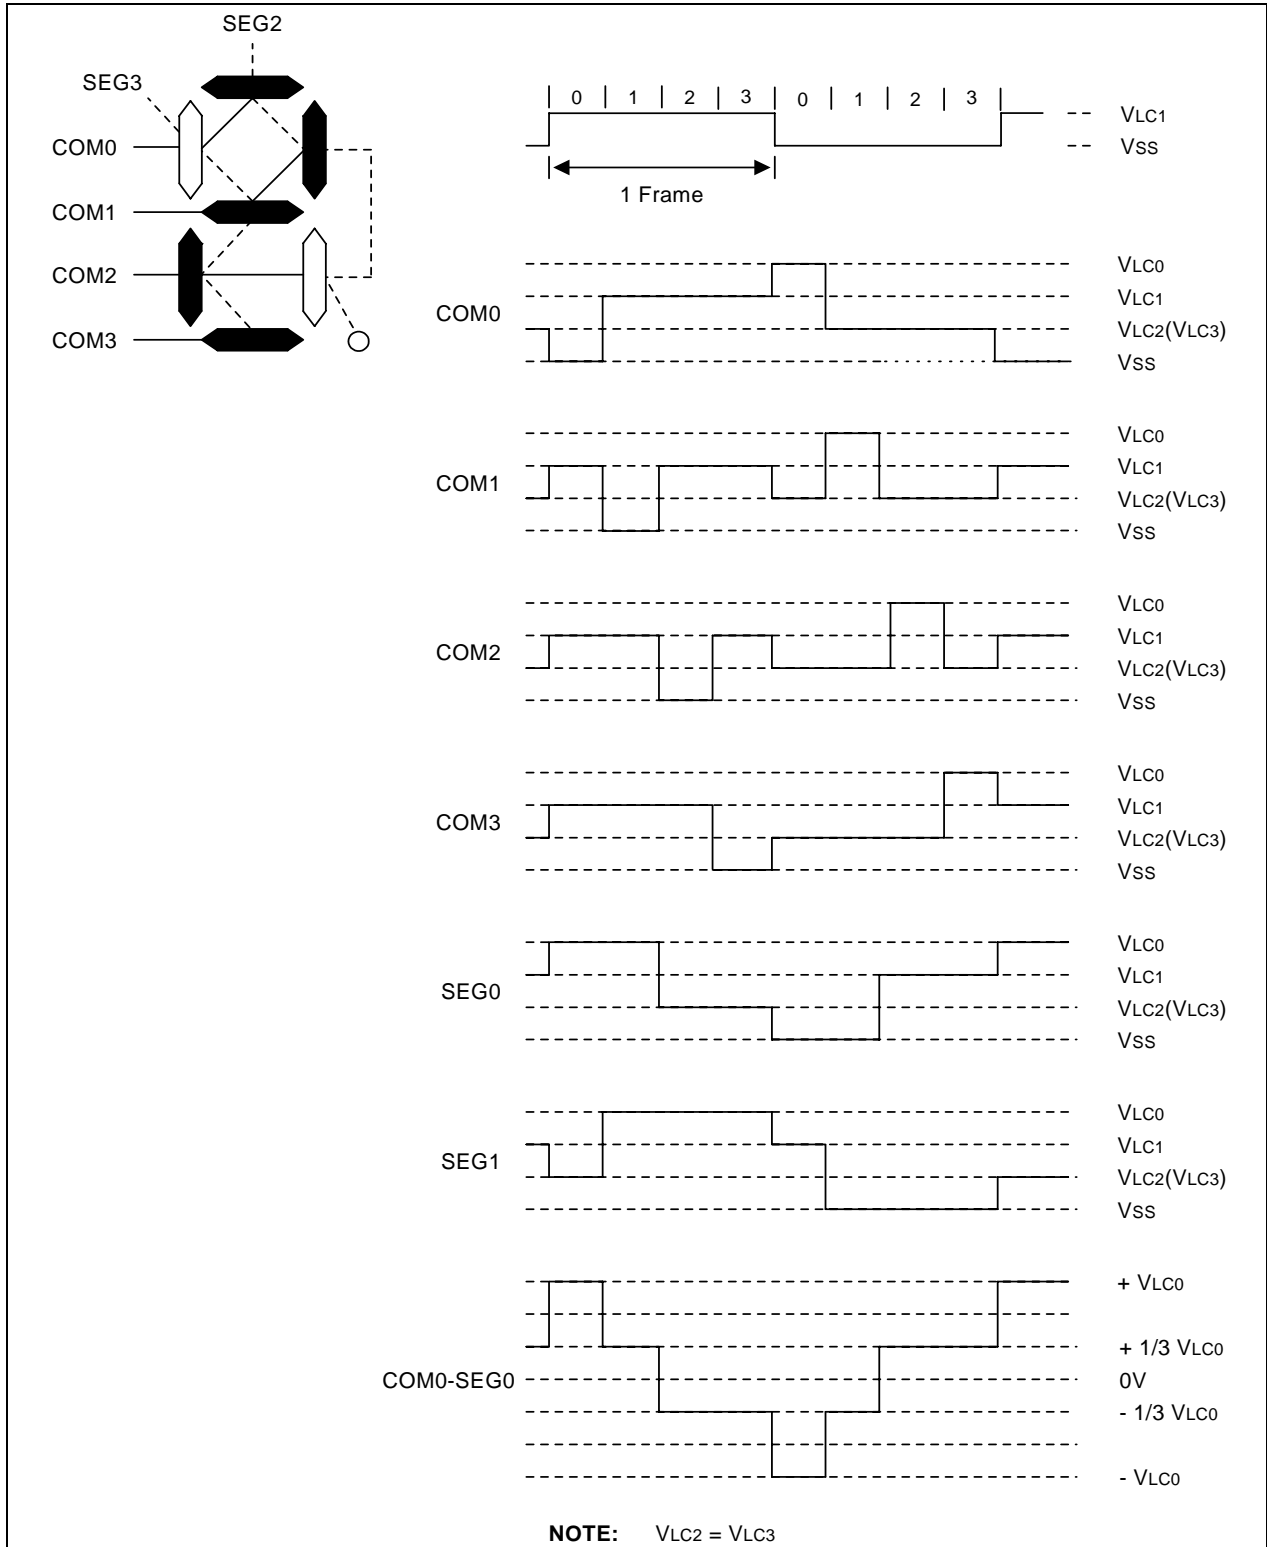 SEG2
SEG3
COM0
COM1
COM2
COM3
0 1 2 3 0 1 2 3
VLC1
VSS
1 Frame
COM0
VLC0
VLC1
VLC2(VLC3)
VSS
COM1
VLC0
VLC1
VLC2(VLC3)
VSS
COM2
VLC0
VLC1
VLC2(VLC3)
VSS
COM3
VLC0
VLC1
VLC2(VLC3)
VSS
SEG0
VLC0
VLC1
VLC2(VLC3)
VSS
SEG1
VLC0
VLC1
VLC2(VLC3)
VSS
COM0-SEG0
+ VLC0
+ 1/3 VLC0
0V
- 1/3 VLC0
- VLC0
NOTE: VLC2 = VLC3